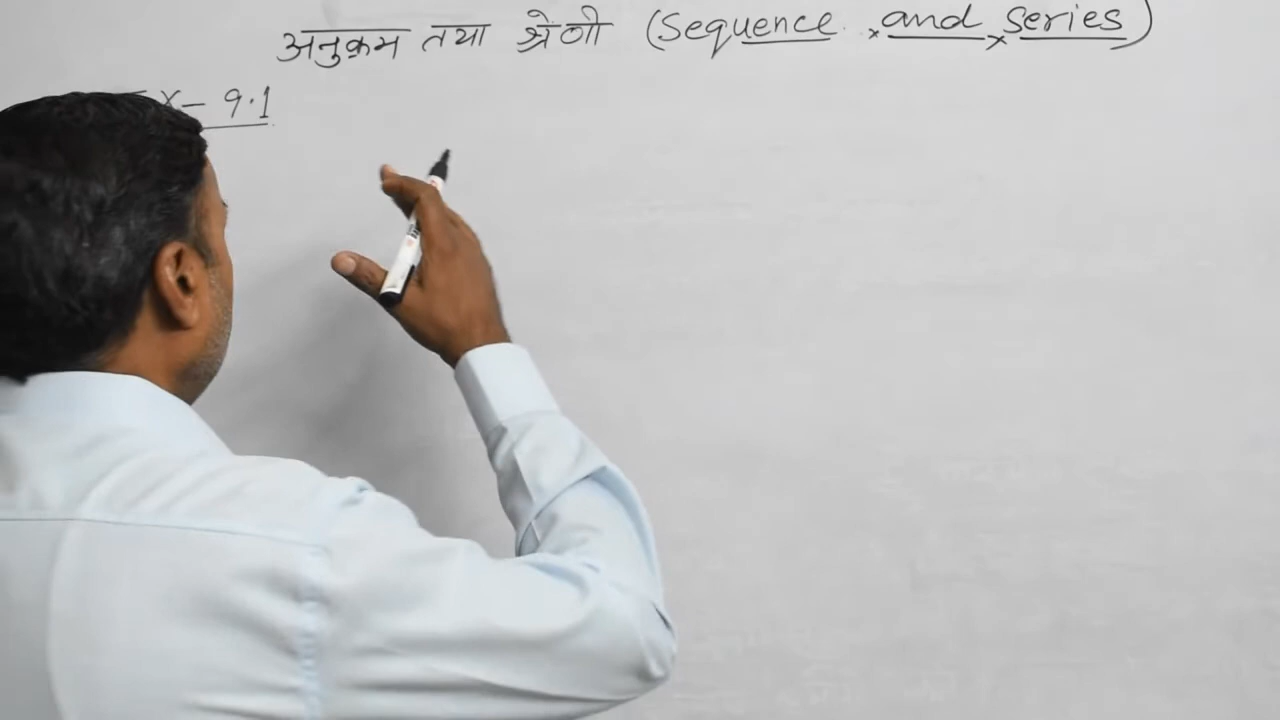 अनुक्रम तथा श्रेणी (Sequence and Series)
x - 9.1